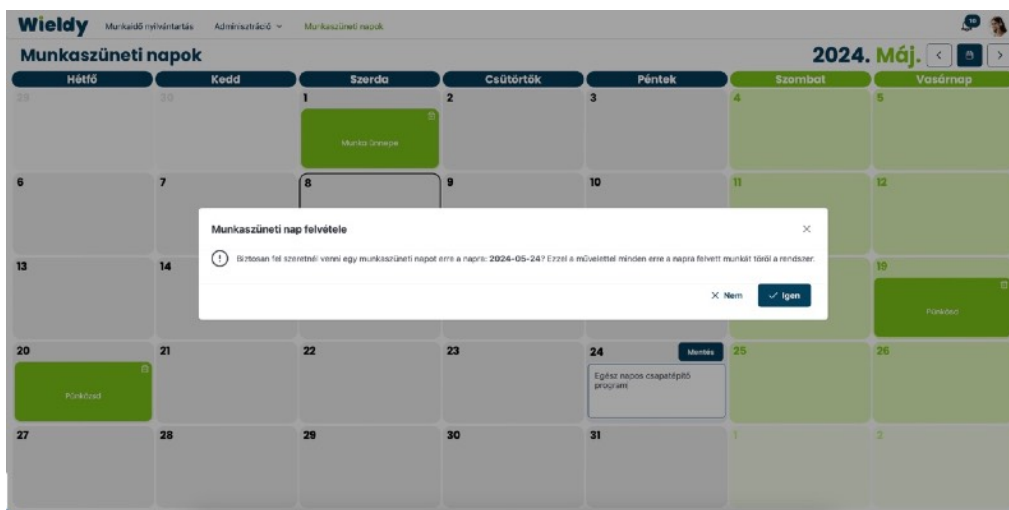 Wieldy Munkaidő nyilvántartás Adminisztráció Munkaszüneti napok 10
Munkaszüneti napok 2024. Máj.
Hétfő Kedd Szerda Csütörtök Péntek Szombat Vasárnap
29 30 1 2 3 4 5
Munka ünnepe
6 7 8 9 10 11 12
Munkaszüneti nap felvétele
Biztosan fel szeretnél venni egy munkaszüneti napot erre a napra: 2024-05-24? Ezzel a művelettel minden erre a napra felvett munkát töröl a rendszer.
13 14 19
Nem Igen
Pünkösd
20 21 22 23 24 Mentés 25 26
Egész napos csapatépítő
program
Pünkösd
27 28 29 30 31 1 2